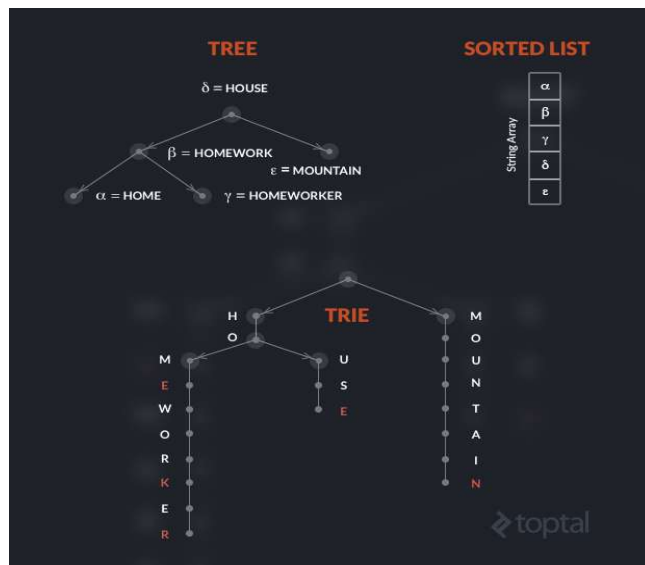 TREE
SORTED LIST
δ = HOUSE
β = HOMEWORK
ε = MOUNTAIN
α = HOME
γ = HOMEWORKER
String Array
α
β
γ
δ
ε
TRIE
H
O
M
E
W
O
R
K
E
R
U
S
E
M
O
U
N
T
A
I
N
toptal